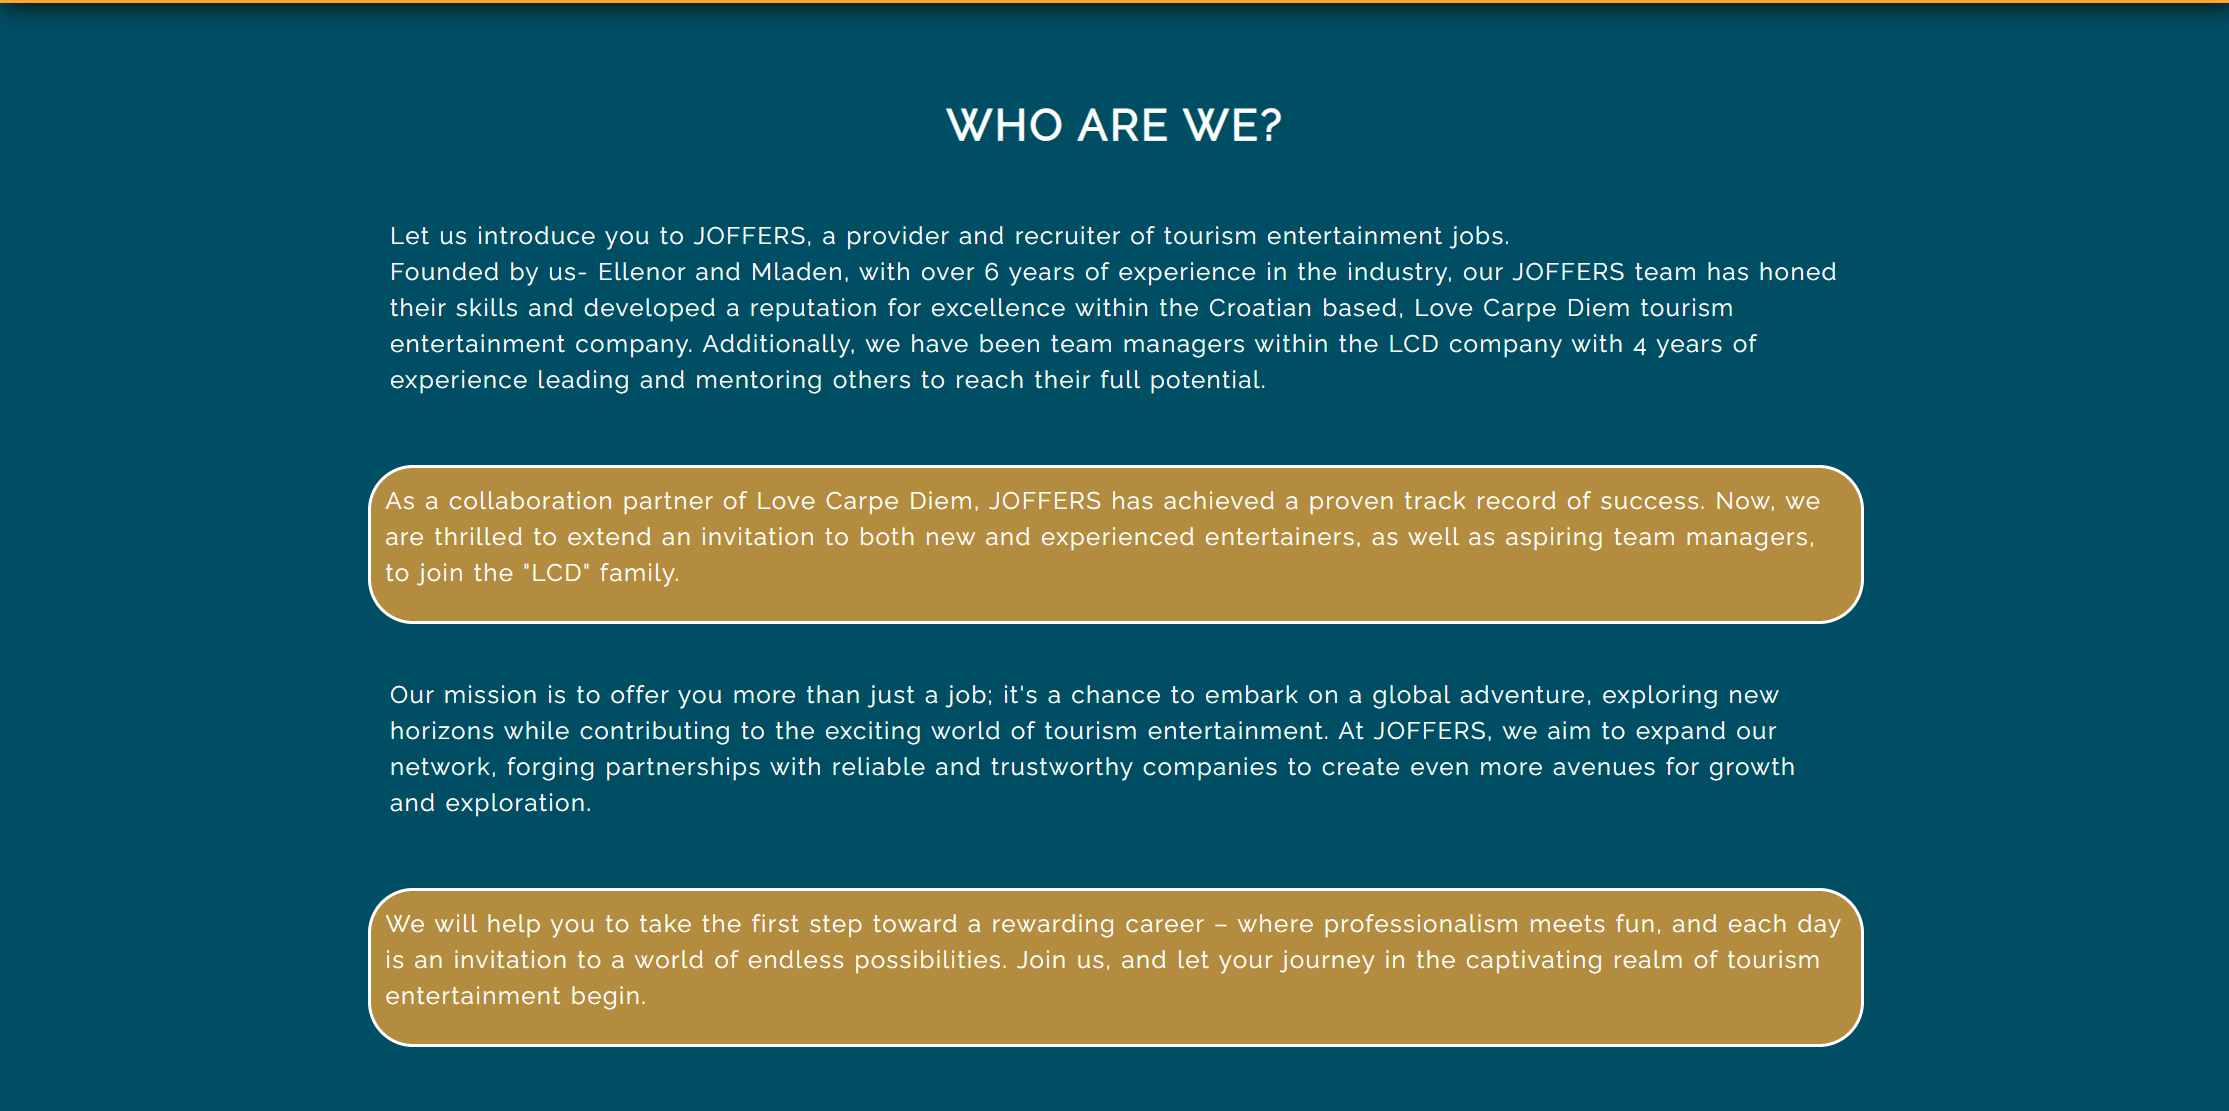 WHO ARE WE?
Let us introduce you to JOFFERS, a provider and recruiter of tourism entertainment jobs.
Founded by us- Ellenor and Mladen, with over 6 years of experience in the industry, our JOFFERS team has honed
their skills and developed a reputation for excellence within the Croatian based, Love Carpe Diem tourism
entertainment company. Additionally, we have been team managers within the LCD company with 4 years of
experience leading and mentoring others to reach their full potential.
As a collaboration partner of Love Carpe Diem, JOFFERS has achieved a proven track record of success. Now, we
are thrilled to extend an invitation to both new and experienced entertainers, as well as aspiring team managers,
to join the "LCD" family.
Our mission is to offer you more than just a job; it's a chance to embark on a global adventure, exploring new
horizons while contributing to the exciting world of tourism entertainment. At JOFFERS, we aim to expand our
network, forging partnerships with reliable and trustworthy companies to create even more avenues for growth
and exploration.
We will help you to take the first step toward a rewarding career – where professionalism meets fun, and each day
is an invitation to a world of endless possibilities. Join us, and let your journey in the captivating realm of tourism
entertainment begin.